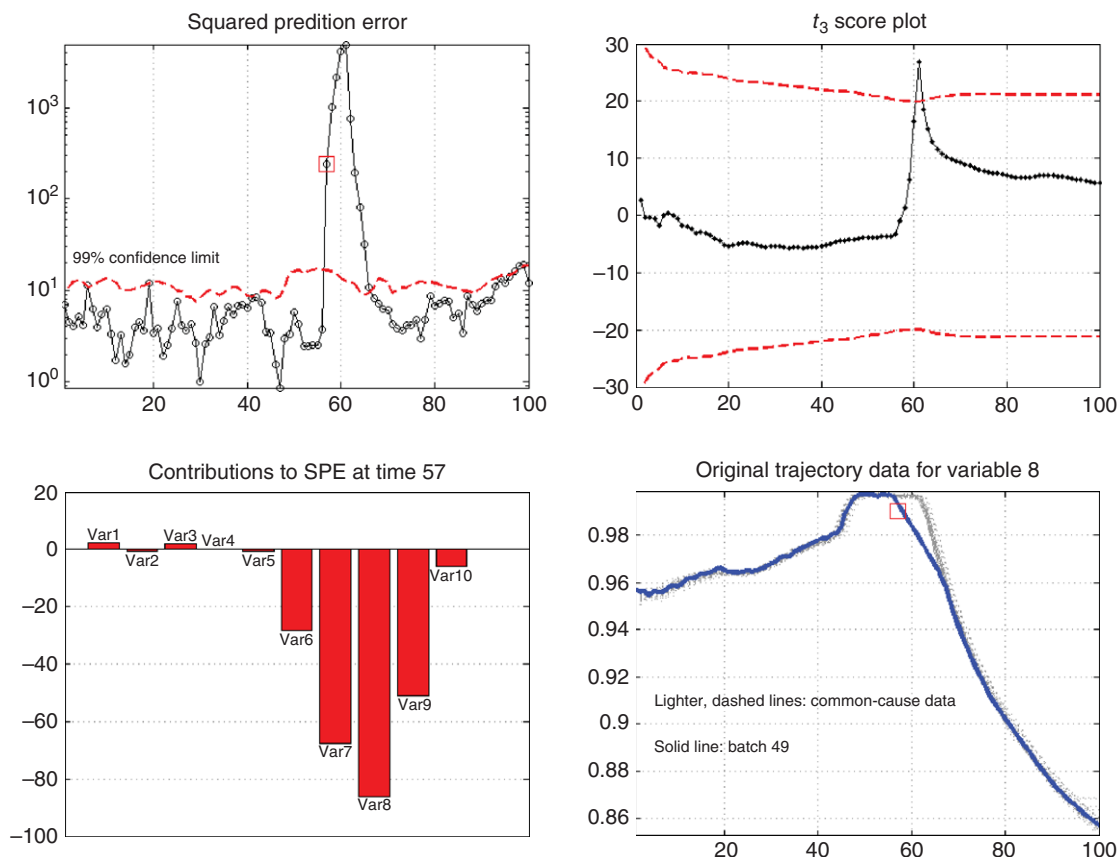 Squared predition error
10³
10²
10¹
10⁰
99% confidence limit
20 40 60 80 100
t₃ score plot
30
20
10
0
−10
−20
−30
0 20 40 60 80 100
Contributions to SPE at time 57
20
0
−20
−40
−60
−80
−100
Var1
Var2
Var3
Var4
Var5
Var6
Var7
Var8
Var9
Var10
Original trajectory data for variable 8
0.98
0.96
0.94
0.92
0.9
0.88
0.86
Lighter, dashed lines: common-cause data
Solid line: batch 49
20 40 60 80 100